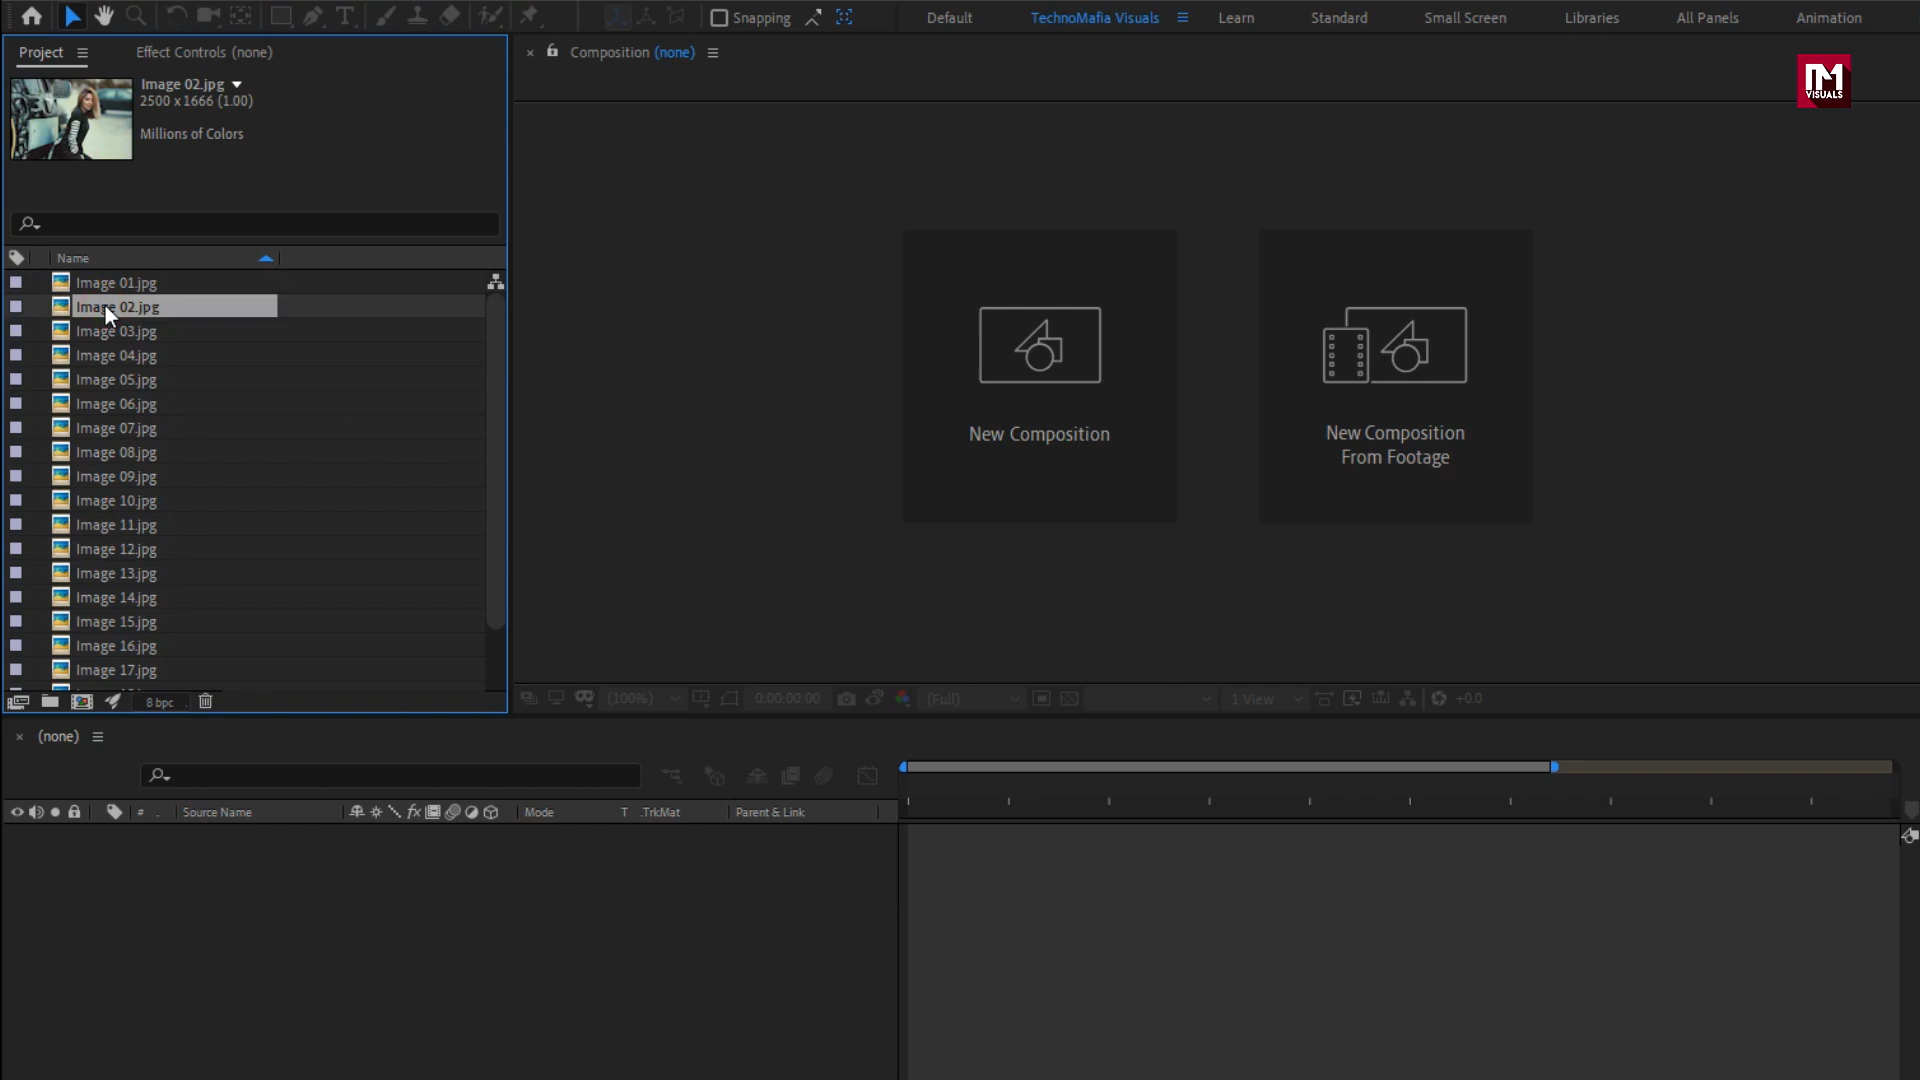 Snapping
Default
TechnoMafia Visuals
Learn
Standard
Small Screen
Libraries
All Panels
Animation
Project
Effect Controls (none)
Composition (none)
Image 02.jpg
2500 x 1666 (1.00)
Millions of Colors
VISUALS
Name
Image 01.jpg
Image 02.jpg
Image 03.jpg
Image 04.jpg
Image 05.jpg
Image 06.jpg
Image 07.jpg
Image 08.jpg
Image 09.jpg
Image 10.jpg
Image 11.jpg
Image 12.jpg
Image 13.jpg
Image 14.jpg
Image 15.jpg
Image 16.jpg
Image 17.jpg
New Composition
New Composition
From Footage
8 bpc
(100%)
0:00:00:00
(Full)
1 View
+0.0
(none)
# . Source Name
fx
Mode
T .TrkMat
Parent & Link